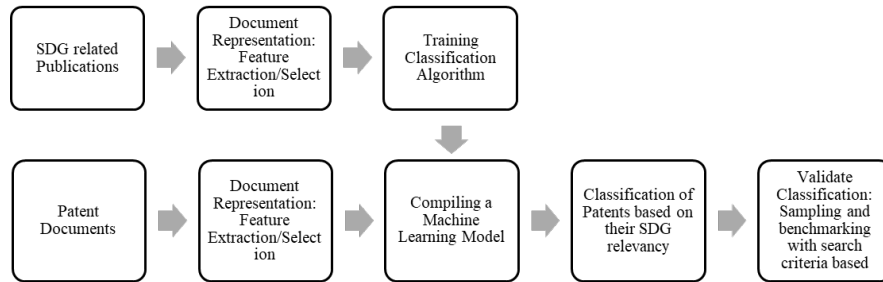 SDG related
Publications
Document
Representation:
Feature
Extraction/Select
ion
Training
Classification
Algorithm
Patent
Documents
Document
Representation:
Feature
Extraction/Select
ion
Compiling a
Machine
Learning Model
Classification of
Patents based on
their SDG
relevancy
Validate
Classification:
Sampling and
benchmarking
with search
criteria based